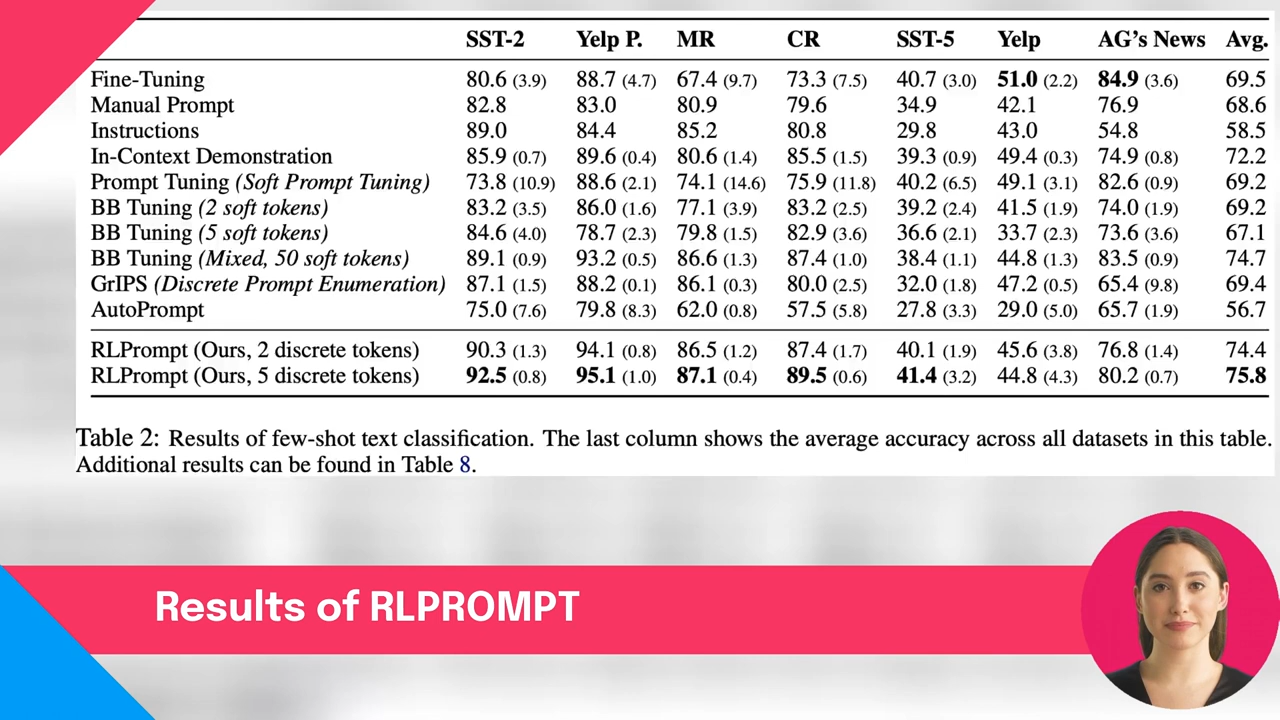 SST-2 Yelp P. MR CR SST-5 Yelp AG's News Avg.
Fine-Tuning 80.6 (3.9) 88.7 (4.7) 67.4 (9.7) 73.3 (7.5) 40.7 (3.0) 51.0 (2.2) 84.9 (3.6) 69.5
Manual Prompt 82.8 83.0 80.9 79.6 34.9 42.1 76.9 68.6
Instructions 89.0 84.4 85.2 80.8 29.8 43.0 54.8 58.5
In-Context Demonstration 85.9 (0.7) 89.6 (0.4) 80.6 (1.4) 85.5 (1.5) 39.3 (0.9) 49.4 (0.3) 74.9 (0.8) 72.2
Prompt Tuning (Soft Prompt Tuning) 73.8 (10.9) 88.6 (2.1) 74.1 (14.6) 75.9 (11.8) 40.2 (6.5) 49.1 (3.1) 82.6 (0.9) 69.2
BB Tuning (2 soft tokens) 83.2 (3.5) 86.0 (1.6) 77.1 (3.9) 83.2 (2.5) 39.2 (2.4) 41.5 (1.9) 74.0 (1.9) 69.2
BB Tuning (5 soft tokens) 84.6 (4.0) 78.7 (2.3) 79.8 (1.5) 82.9 (3.6) 36.6 (2.1) 33.7 (2.3) 73.6 (3.6) 67.1
BB Tuning (Mixed, 50 soft tokens) 89.1 (0.9) 93.2 (0.5) 86.6 (1.3) 87.4 (1.0) 38.4 (1.1) 44.8 (1.3) 83.5 (0.9) 74.7
GrIPS (Discrete Prompt Enumeration) 87.1 (1.5) 88.2 (0.1) 86.1 (0.3) 80.0 (2.5) 32.0 (1.8) 47.2 (0.5) 65.4 (9.8) 69.4
AutoPrompt 75.0 (7.6) 79.8 (8.3) 62.0 (0.8) 57.5 (5.8) 27.8 (3.3) 29.0 (5.0) 65.7 (1.9) 56.7
RLPrompt (Ours, 2 discrete tokens) 90.3 (1.3) 94.1 (0.8) 86.5 (1.2) 87.4 (1.7) 40.1 (1.9) 45.6 (3.8) 76.8 (1.4) 74.4
RLPrompt (Ours, 5 discrete tokens) 92.5 (0.8) 95.1 (1.0) 87.1 (0.4) 89.5 (0.6) 41.4 (3.2) 44.8 (4.3) 80.2 (0.7) 75.8
Table 2: Results of few-shot text classification. The last column shows the average accuracy across all datasets in this table.
Additional results can be found in Table 8.
Results of RLPROMPT